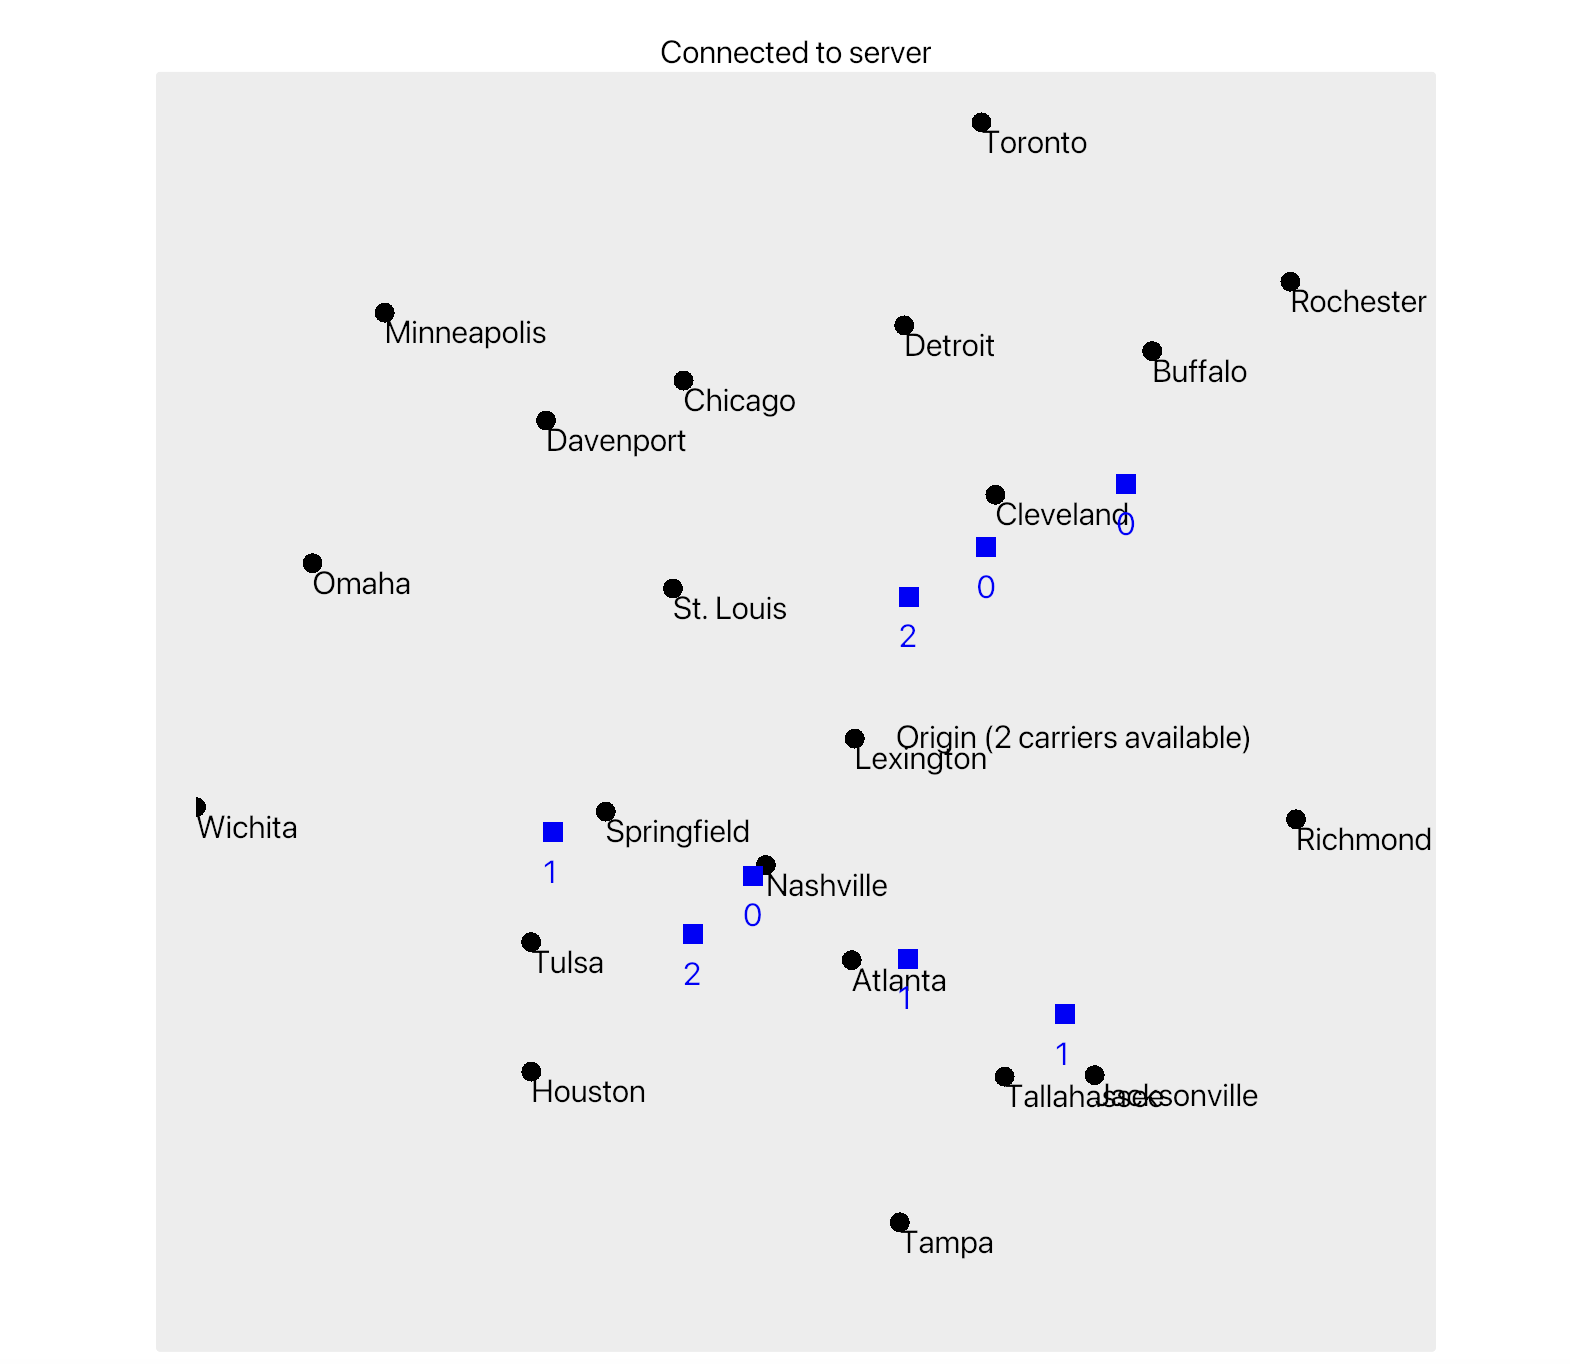 Connected to server
Toronto
Rochester
Minneapolis
Detroit
Buffalo
Chicago
Davenport
Cleveland
0
0
Omaha
St. Louis
2
Origin (2 carriers available)
Lexington
Wichita
Springfield
Richmond
1
Nashville
0
Tulsa
2
Atlanta
1
1
Houston
Tallahassee
Jacksonville
Tampa